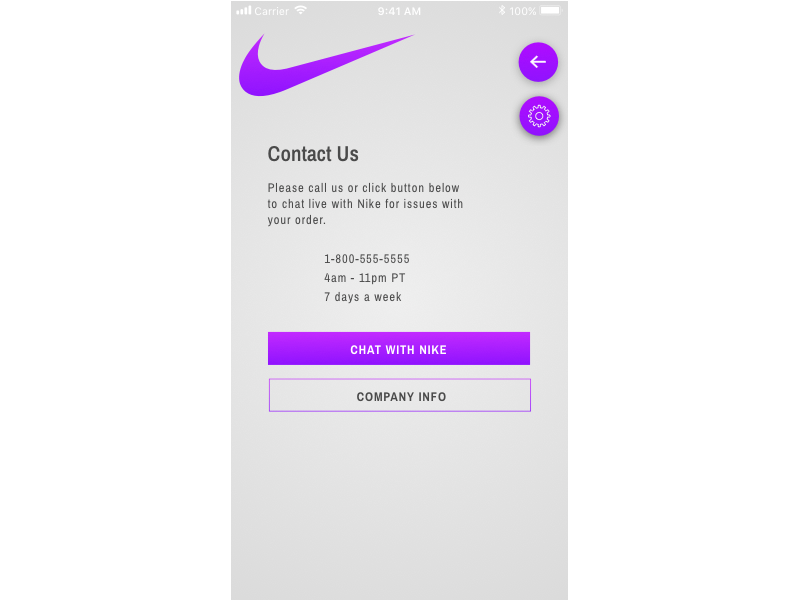 Carrier 9:41 AM 100%
Contact Us
Please call us or click button below
to chat live with Nike for issues with
your order.
1-800-555-5555
4am - 11pm PT
7 days a week
CHAT WITH NIKE
COMPANY INFO